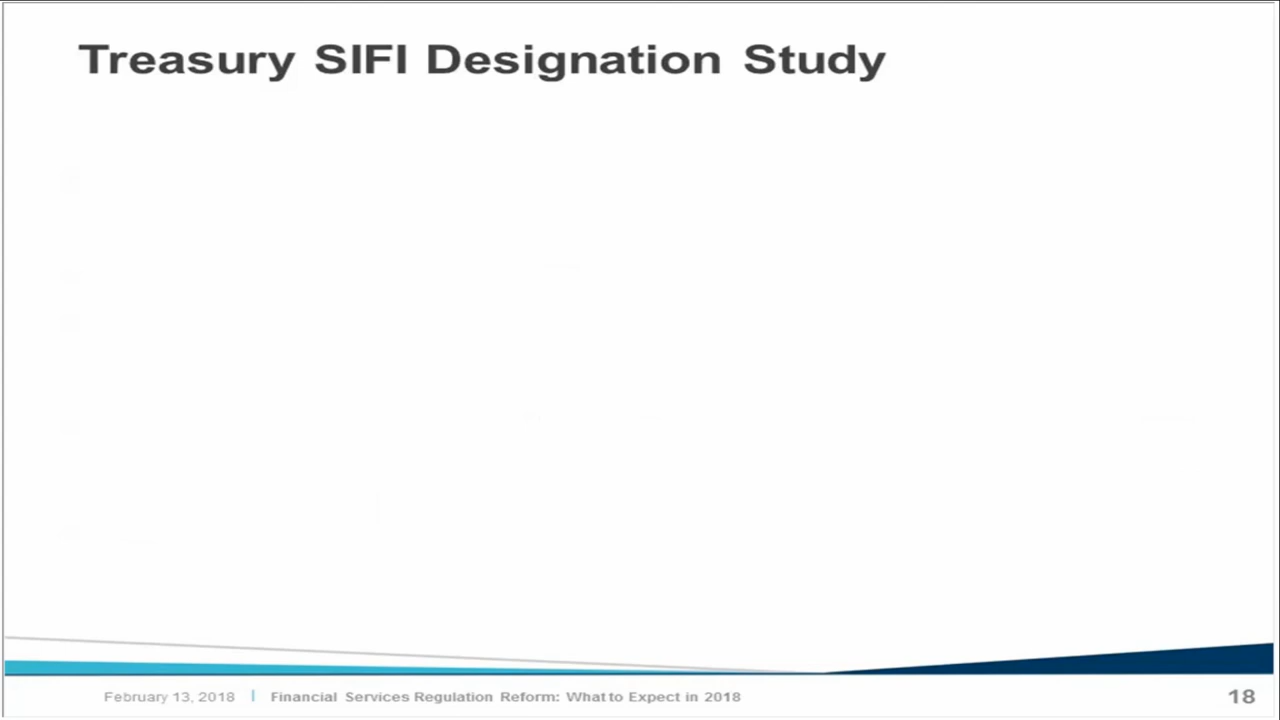 Treasury SIFI Designation Study
February 13, 2018 | Financial Services Regulation Reform: What to Expect in 2018
18